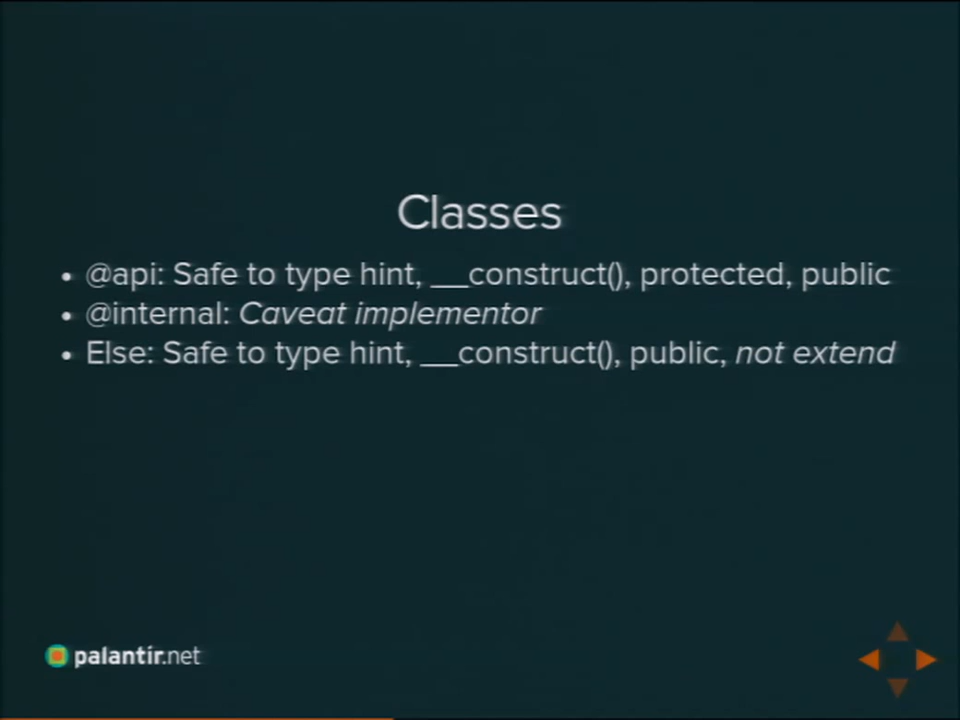 Classes
• @api: Safe to type hint, __construct(), protected, public
• @internal: Caveat implementor
• Else: Safe to type hint, __construct(), public, not extend
palantir.net